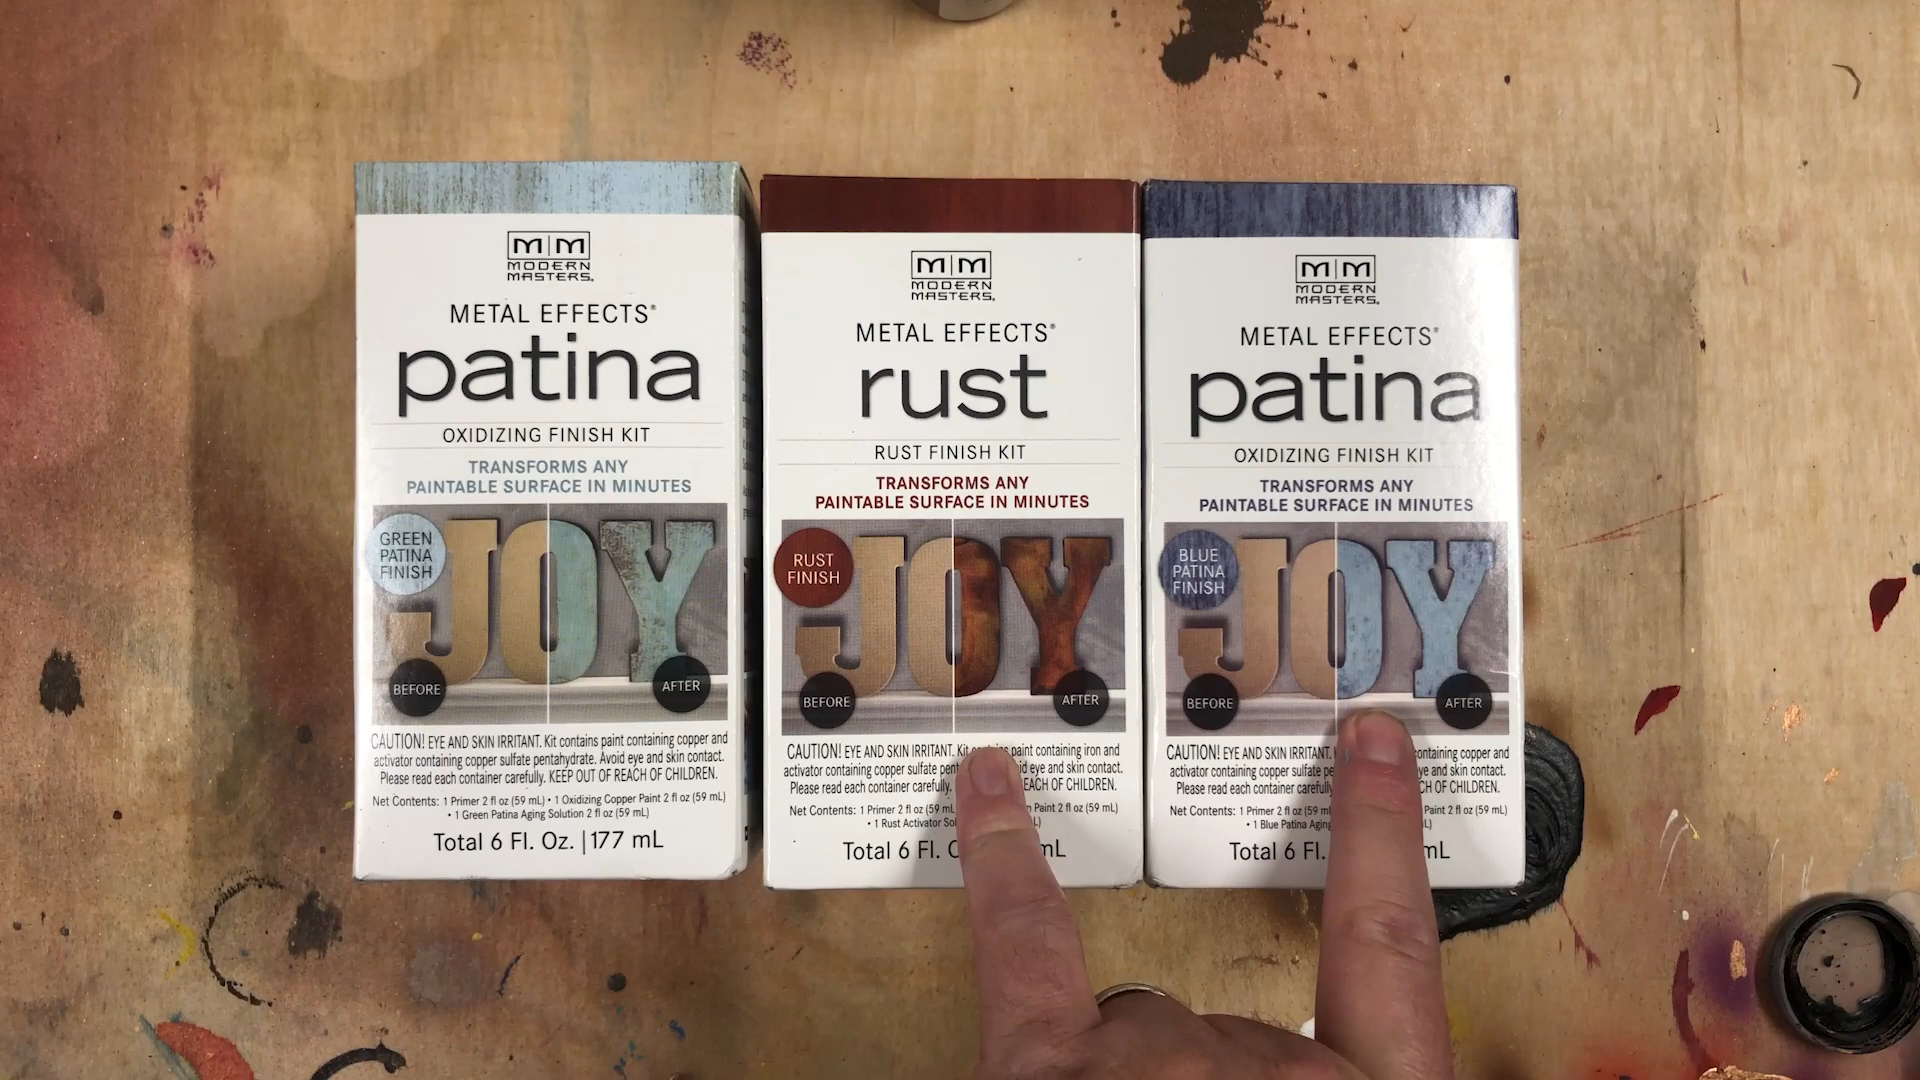 M|M
MODERN
MASTERS®
METAL EFFECTS®
patina
OXIDIZING FINISH KIT
TRANSFORMS ANY
PAINTABLE SURFACE IN MINUTES
GREEN
PATINA
FINISH
JOY
BEFORE
AFTER
CAUTION! EYE AND SKIN IRRITANT. Kit contains paint containing copper and
activator containing copper sulfate pentahydrate. Avoid eye and skin contact.
Please read each container carefully. KEEP OUT OF REACH OF CHILDREN.
Net Contents: 1 Primer 2 fl oz (59 mL) • 1 Oxidizing Copper Paint 2 fl oz (59 mL)
• 1 Green Patina Aging Solution 2 fl oz (59 mL)
Total 6 Fl. Oz. | 177 mL
M|M
MODERN
MASTERS®
METAL EFFECTS®
rust
RUST FINISH KIT
TRANSFORMS ANY
PAINTABLE SURFACE IN MINUTES
RUST
FINISH
JOY
BEFORE
AFTER
CAUTION! EYE AND SKIN IRRITANT. Kit paint containing iron and
activator containing copper sulfate eye and skin contact.
Please read each container carefully. REACH OF CHILDREN.
Net Contents: 1 Primer 2 fl oz (59 mL) Paint 2 fl oz (59 mL)
• 1 Rust Activator
Total 6 Fl. mL
M|M
MODERN
MASTERS®
METAL EFFECTS®
patina
OXIDIZING FINISH KIT
TRANSFORMS ANY
PAINTABLE SURFACE IN MINUTES
BLUE
PATINA
FINISH
JOY
BEFORE
AFTER
CAUTION! EYE AND SKIN IRRITANT. containing copper and
activator containing copper sulfate eye and skin contact.
Please read each container carefully OF CHILDREN.
Net Contents: 1 Primer 2 fl oz (59 mL) Paint 2 fl oz (59 mL)
• 1 Blue Patina Aging
Total 6 Fl. mL